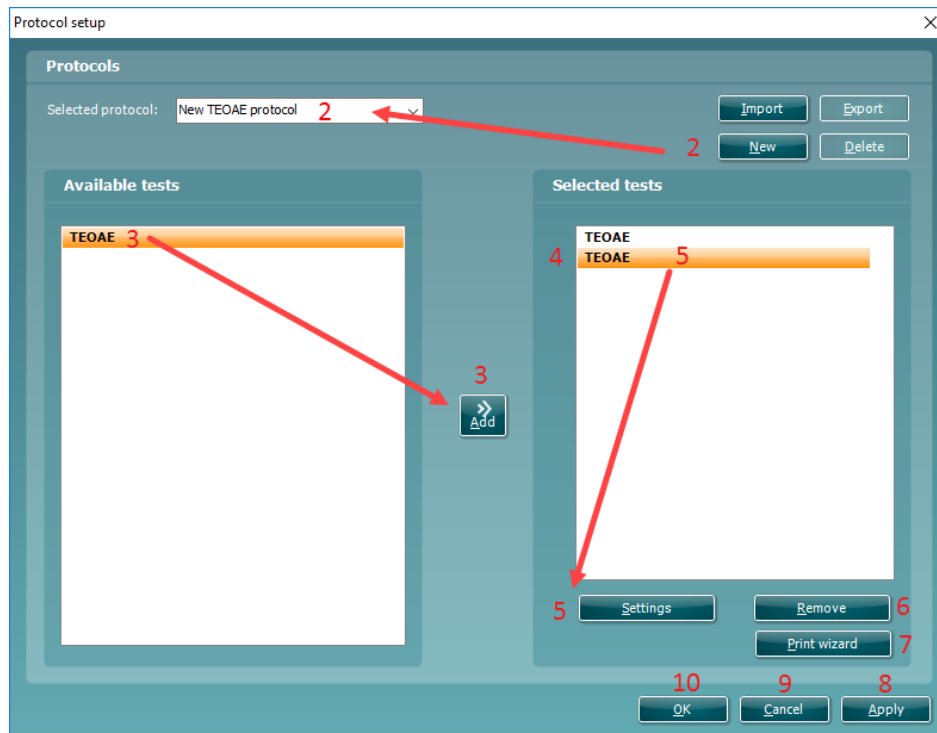 Protocol setup
Protocols
Selected protocol: New TEOAE protocol 2
Import Export
2 New Delete
Available tests
TEOAE 3
3
Add
Selected tests
TEOAE
4 TEOAE 5
5 Settings Remove 6
Print wizard 7
10 9 8
OK Cancel Apply